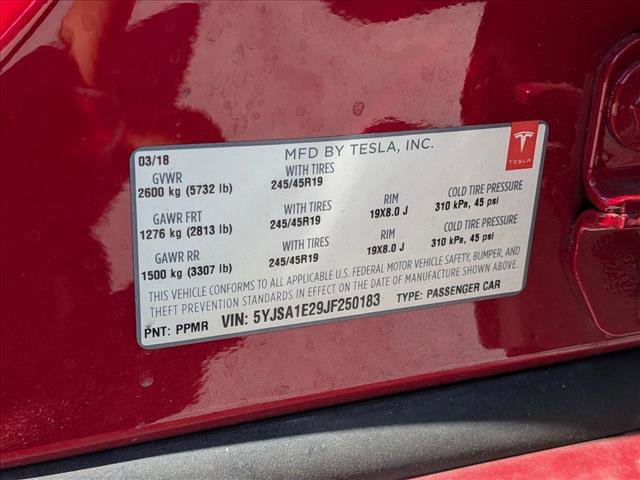 03/18 MFD BY TESLA, INC. TESLA
GVWR WITH TIRES
2600 kg (5732 lb) 245/45R19
GAWR FRT WITH TIRES RIM COLD TIRE PRESSURE
1276 kg (2813 lb) 245/45R19 19X8.0 J 310 kPa, 45 psi
GAWR RR WITH TIRES RIM COLD TIRE PRESSURE
1500 kg (3307 lb) 245/45R19 19X8.0 J 310 kPa, 45 psi
THIS VEHICLE CONFORMS TO ALL APPLICABLE U.S. FEDERAL MOTOR VEHICLE SAFETY, BUMPER, AND
THEFT PREVENTION STANDARDS IN EFFECT ON THE DATE OF MANUFACTURE SHOWN ABOVE.
PNT: PPMR VIN: 5YJSA1E29JF250183 TYPE: PASSENGER CAR